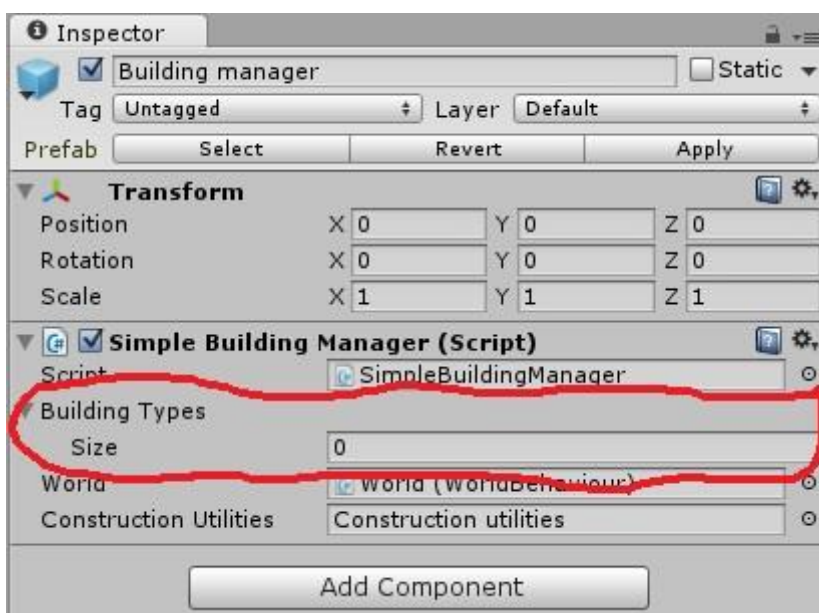 Inspector
Building manager Static
Tag Untagged Layer Default
Prefab Select Revert Apply
Transform
Position X 0 Y 0 Z 0
Rotation X 0 Y 0 Z 0
Scale X 1 Y 1 Z 1
Simple Building Manager (Script)
Script SimpleBuildingManager
Building Types
Size 0
World World (WorldBehaviour)
Construction Utilities Construction utilities
Add Component